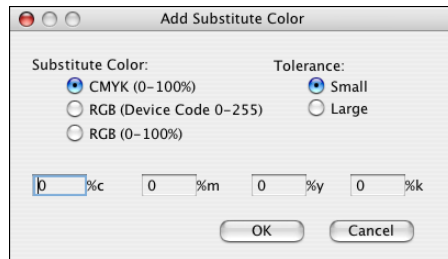 Add Substitute Color
Substitute Color:
CMYK (0-100%)
RGB (Device Code 0-255)
RGB (0-100%)
Tolerance:
Small
Large
0 %c 0 %m 0 %y 0 %k
OK Cancel